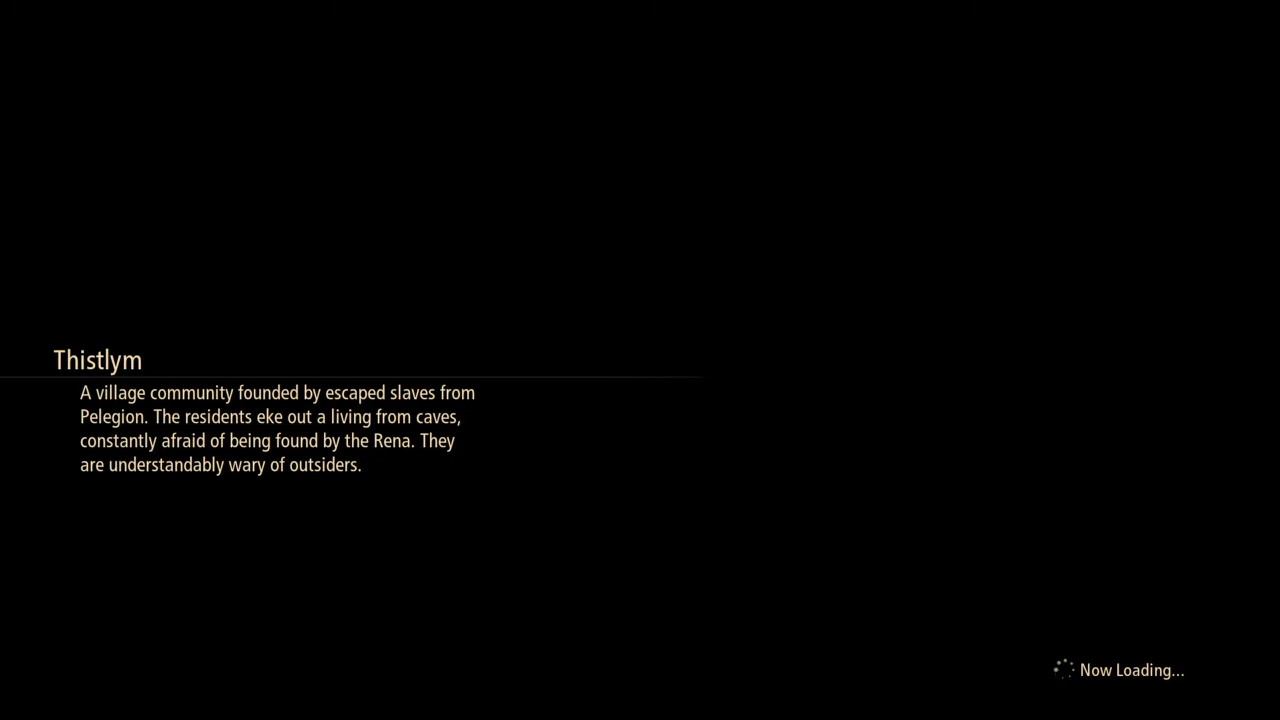 Thistlym
A village community founded by escaped slaves from
Pelegion. The residents eke out a living from caves,
constantly afraid of being found by the Rena. They
are understandably wary of outsiders.
Now Loading...